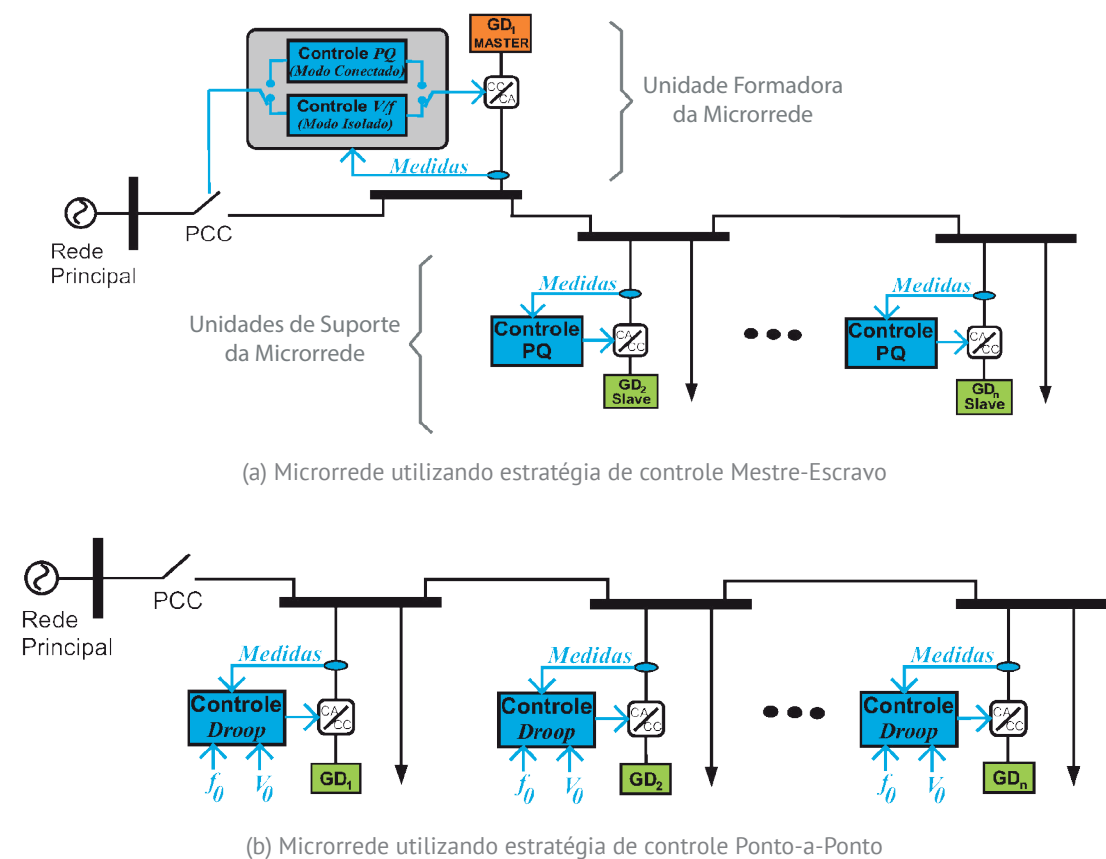 GD1
MASTER
Controle PQ
(Modo Conectado)
Controle V/f
(Modo Isolado)
CC
CA
Unidade Formadora
da Microrrede
Medidas
PCC
Rede
Principal
Unidades de Suporte
da Microrrede
Medidas
Controle
PQ
CA
CC
GD2
Slave
Medidas
Controle
PQ
CA
CC
GDn
Slave
(a) Microrrede utilizando estratégia de controle Mestre-Escravo
PCC
Rede
Principal
Medidas
Controle
Droop
CA
CC
f0
V0
GD1
Medidas
Controle
Droop
CA
CC
f0
V0
GD2
Medidas
Controle
Droop
CA
CC
f0
V0
GDn
(b) Microrrede utilizando estratégia de controle Ponto-a-Ponto